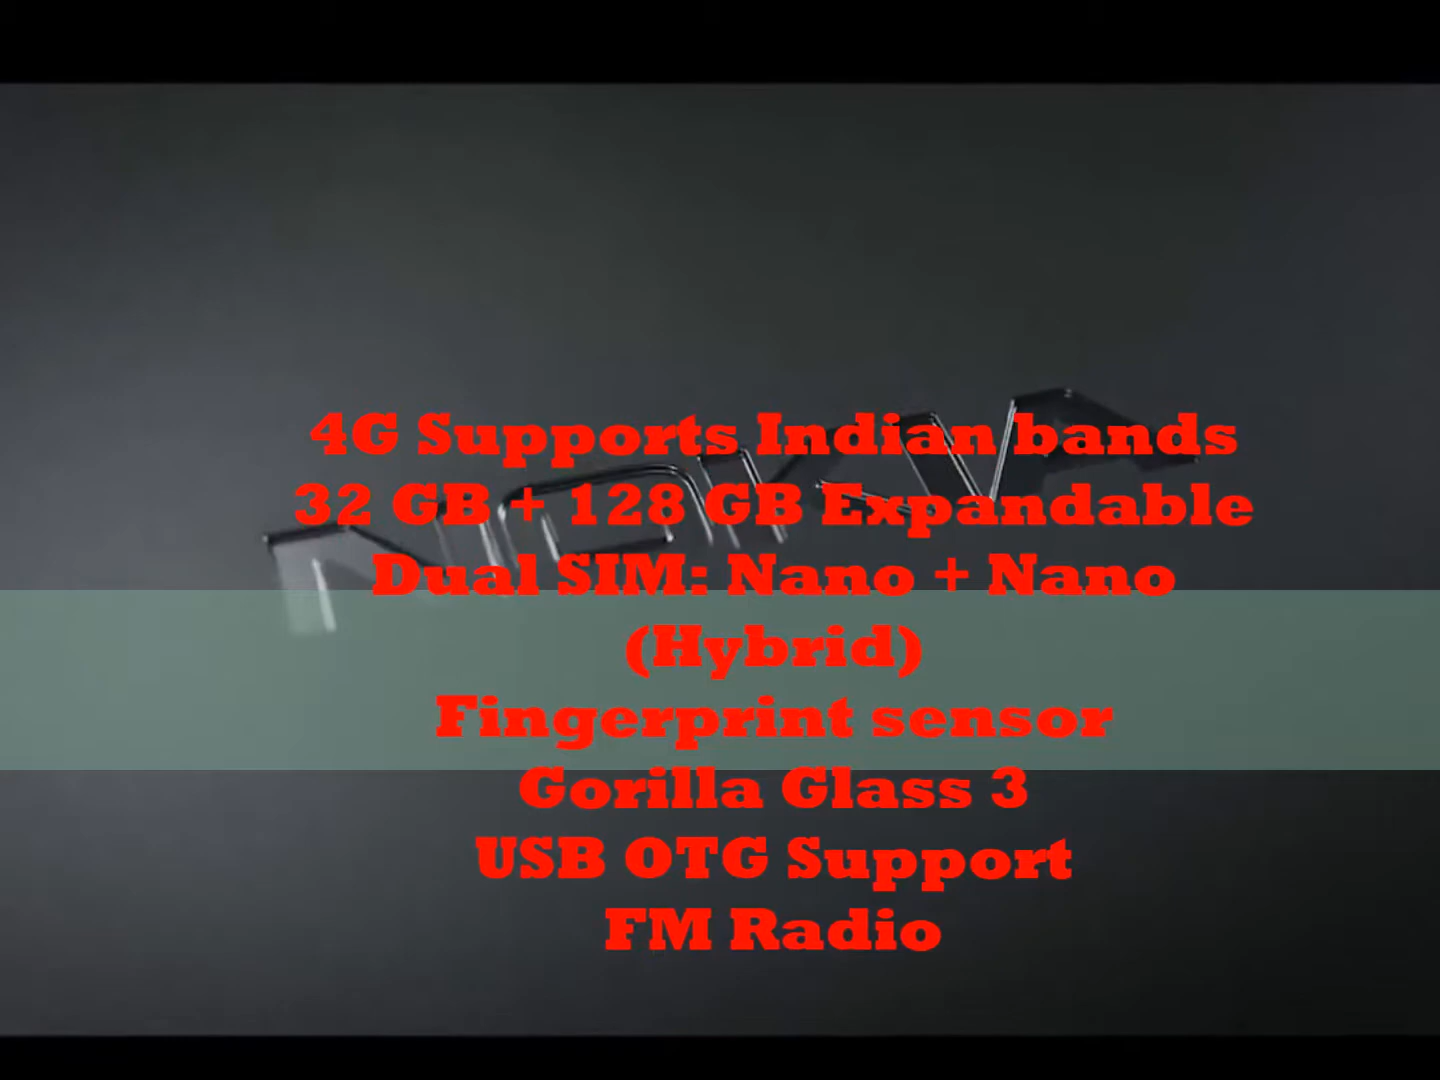 NOKIA
4G Supports Indian bands
32 GB + 128 GB Expandable
Dual SIM: Nano + Nano
(Hybrid)
Fingerprint sensor
Gorilla Glass 3
USB OTG Support
FM Radio